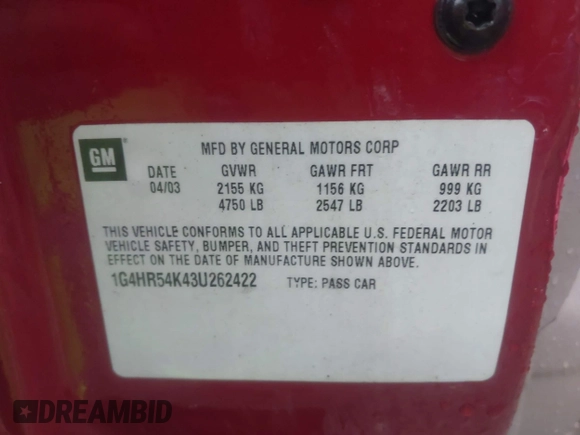 GM
MFD BY GENERAL MOTORS CORP
DATE GVWR GAWR FRT GAWR RR
04/03 2155 KG 1156 KG 999 KG
4750 LB 2547 LB 2203 LB
THIS VEHICLE CONFORMS TO ALL APPLICABLE U.S. FEDERAL MOTOR
VEHICLE SAFETY, BUMPER, AND THEFT PREVENTION STANDARDS IN
EFFECT ON THE DATE OF MANUFACTURE SHOWN ABOVE.
1G4HR54K43U262422 TYPE: PASS CAR
DREAMBID